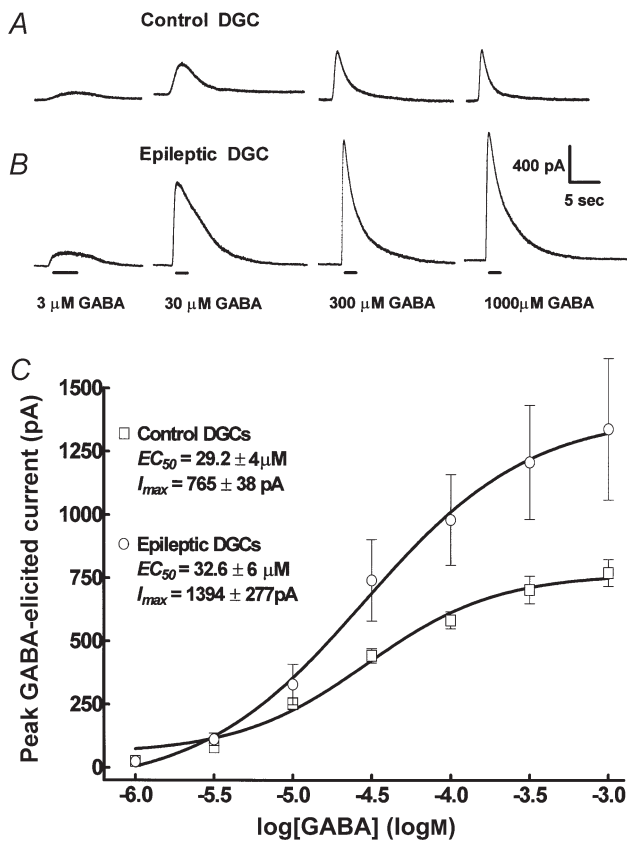 A
Control DGC
B
Epileptic DGC
400 pA
5 sec
3 μM GABA
30 μM GABA
300 μM GABA
1000μM GABA
C
Peak GABA-elicited current (pA)
1500
1250
1000
750
500
250
0
Control DGCs
EC50 = 29.2 ± 4μM
Imax = 765 ± 38 pA
Epileptic DGCs
EC50 = 32.6 ± 6 μM
Imax = 1394 ± 277pA
-6.0 -5.5 -5.0 -4.5 -4.0 -3.5 -3.0
log[GABA] (logM)